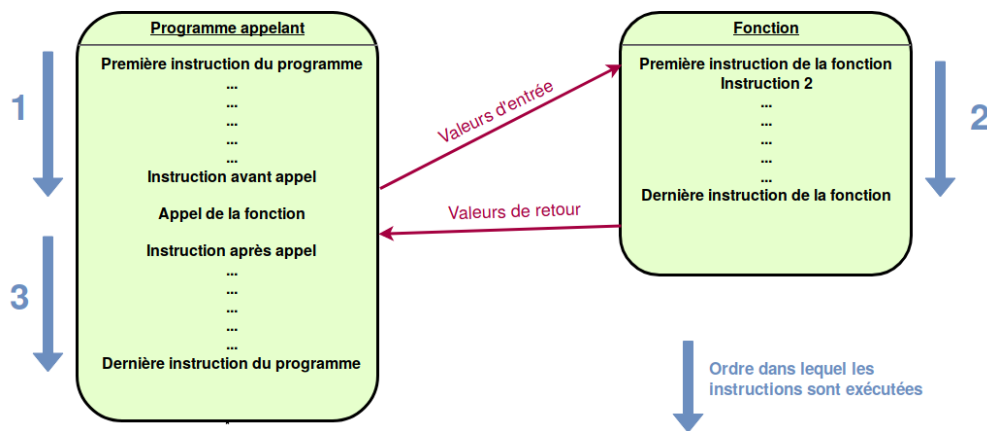 Programme appelant
Première instruction du programme
...
...
...
...
...
Instruction avant appel
Appel de la fonction
Instruction après appel
...
...
...
...
...
Dernière instruction du programme
1
3
Valeurs d'entrée
Valeurs de retour
Fonction
Première instruction de la fonction
Instruction 2
...
...
...
...
...
Dernière instruction de la fonction
2
Ordre dans lequel les
instructions sont exécutées